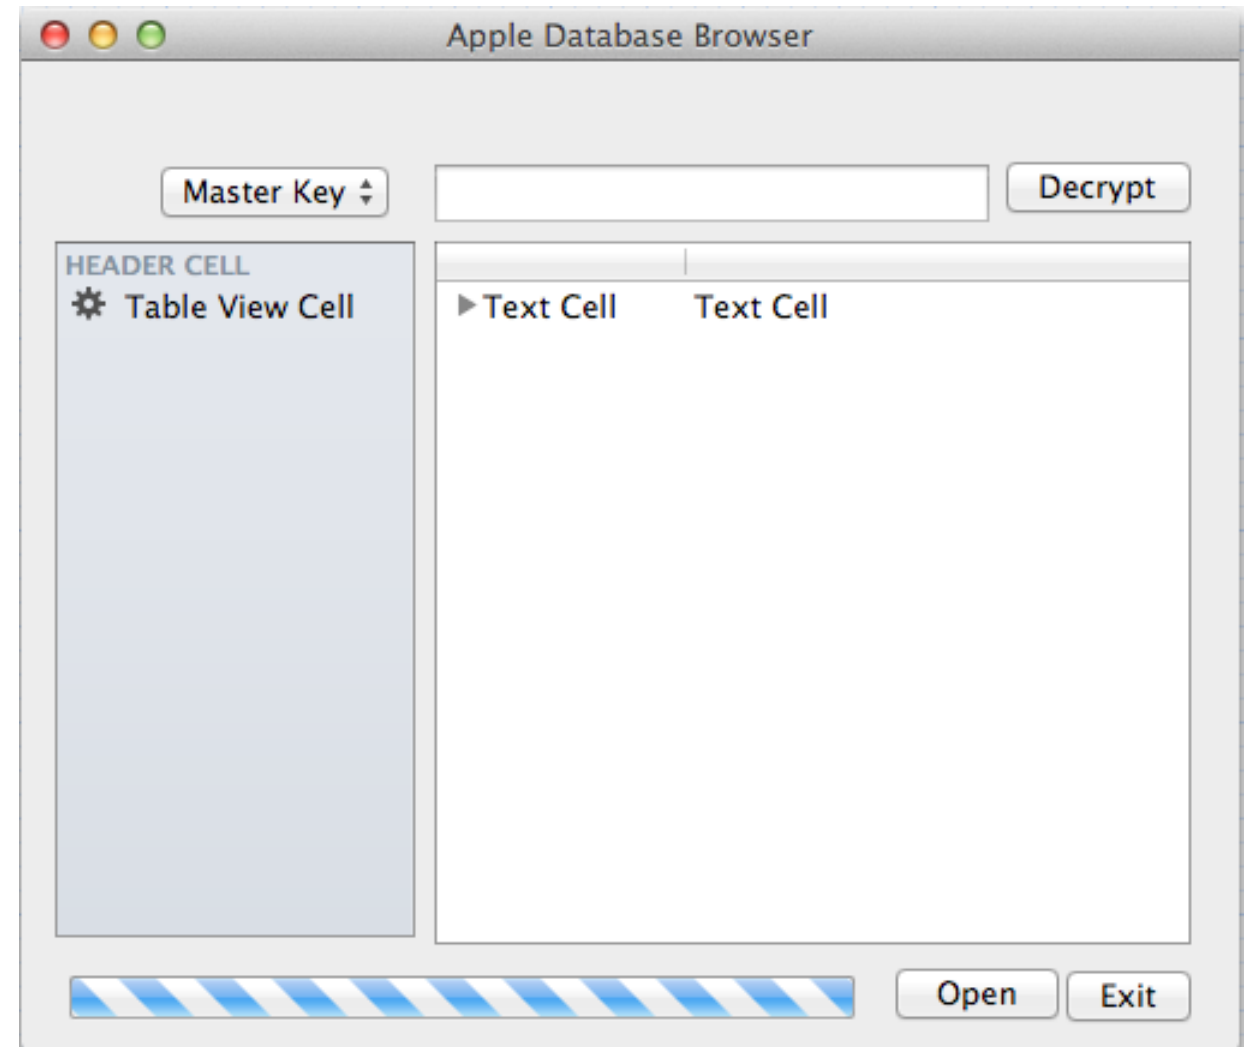 Apple Database Browser
Master Key Decrypt
HEADER CELL
Table View Cell
Text Cell Text Cell
Open Exit